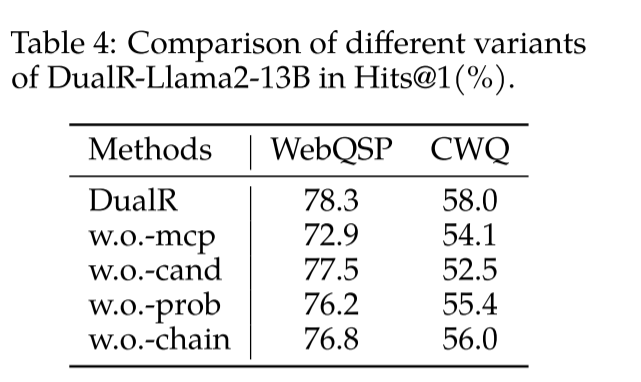 Table 4: Comparison of different variants
of DualR-Llama2-13B in Hits@1(%).
Methods WebQSP CWQ
DualR 78.3 58.0
w.o.-mcp 72.9 54.1
w.o.-cand 77.5 52.5
w.o.-prob 76.2 55.4
w.o.-chain 76.8 56.0